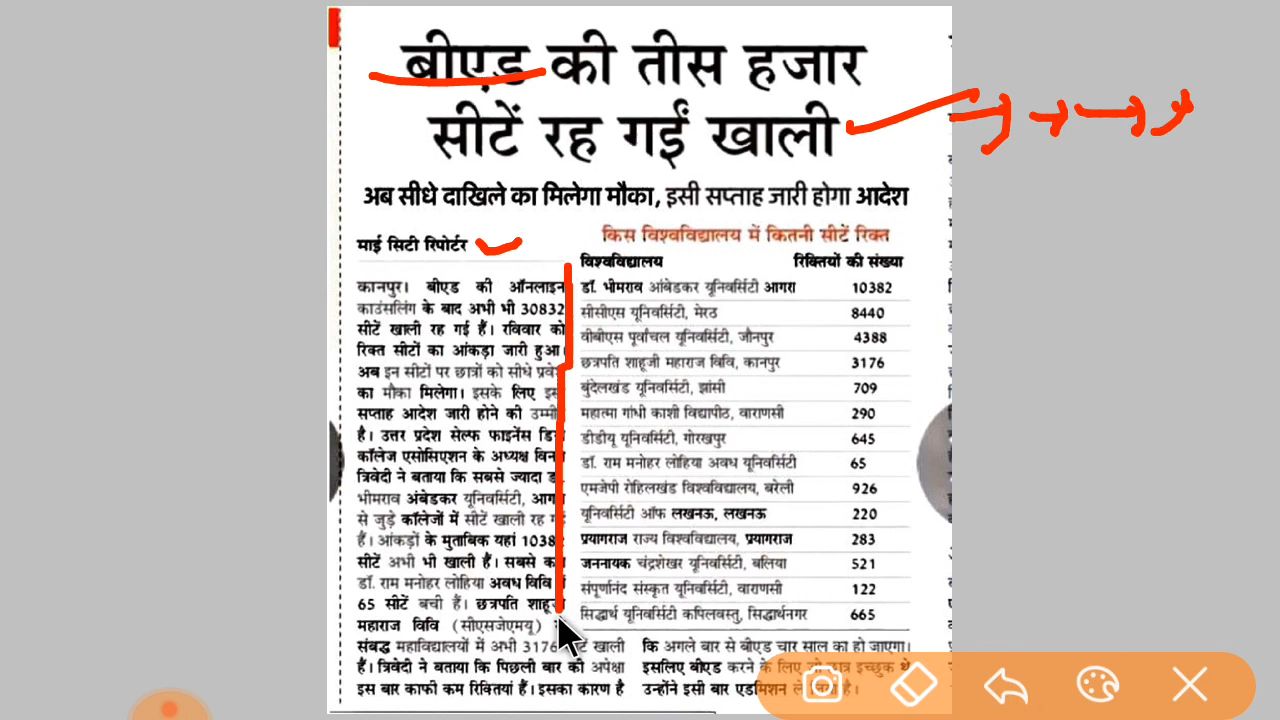 बीएड की तीस हजार
सीटें रह गईं खाली
अब सीधे दाखिले का मिलेगा मौका, इसी सप्ताह जारी होगा आदेश
माई सिटी रिपोर्टर
कानपुर। बीएड की ऑनलाइन
काउंसलिंग के बाद अभी भी 30832
सीटें खाली रह गई हैं। रविवार को
रिक्त सीटों का आंकड़ा जारी हुआ।
अब इन सीटों पर छात्रों को सीधे
का मौका मिलेगा। इसके लिए
सप्ताह आदेश जारी होने की
है। उत्तर प्रदेश सेल्फ फाइनेंस
कॉलेज एसोसिएशन के अध्यक्ष
त्रिवेदी ने बताया कि सबसे ज्यादा
भीमराव अंबेडकर यूनिवर्सिटी,
से जुड़े कॉलेजों में सीटें खाली रह
हैं। आंकड़ों के मुताबिक यहां
सीटें अभी भी खाली हैं। सबसे
डॉ. राम मनोहर लोहिया अवध विवि
65 सीटें बची हैं। छत्रपति
महाराज विवि (सीएसजेएमयू)
संबद्ध महाविद्यालयों में अभी 3176 खाली
हैं। त्रिवेदी ने बताया कि पिछली बार की अपेक्षा
इस बार काफी कम रिक्तियां हैं। इसका कारण है
किस विश्वविद्यालय में कितनी सीटें रिक्त
विश्वविद्यालय रिक्तियों की संख्या
डॉ. भीमराव आंबेडकर यूनिवर्सिटी आगरा 10382
सीसीएस यूनिवर्सिटी, मेरठ 8440
वीबीएस पूर्वांचल यूनिवर्सिटी, जौनपुर 4388
छत्रपति शाहूजी महाराज विवि, कानपुर 3176
बुंदेलखंड यूनिवर्सिटी, झांसी 709
महात्मा गांधी काशी विद्यापीठ, वाराणसी 290
डीडीयू यूनिवर्सिटी, गोरखपुर 645
डॉ. राम मनोहर लोहिया अवध यूनिवर्सिटी 65
एमजेपी रोहिलखंड विश्वविद्यालय, बरेली 926
यूनिवर्सिटी ऑफ लखनऊ, लखनऊ 220
प्रयागराज राज्य विश्वविद्यालय, प्रयागराज 283
जननायक चंद्रशेखर यूनिवर्सिटी, बलिया 521
संपूर्णानंद संस्कृत यूनिवर्सिटी, वाराणसी 122
सिद्धार्थ यूनिवर्सिटी कपिलवस्तु, सिद्धार्थनगर 665
कि अगले बार से बीएड चार साल का हो जाएगा।
इसलिए बीएड करने के लिए इच्छुक थे
उन्होंने इसी बार एडमिशन है।